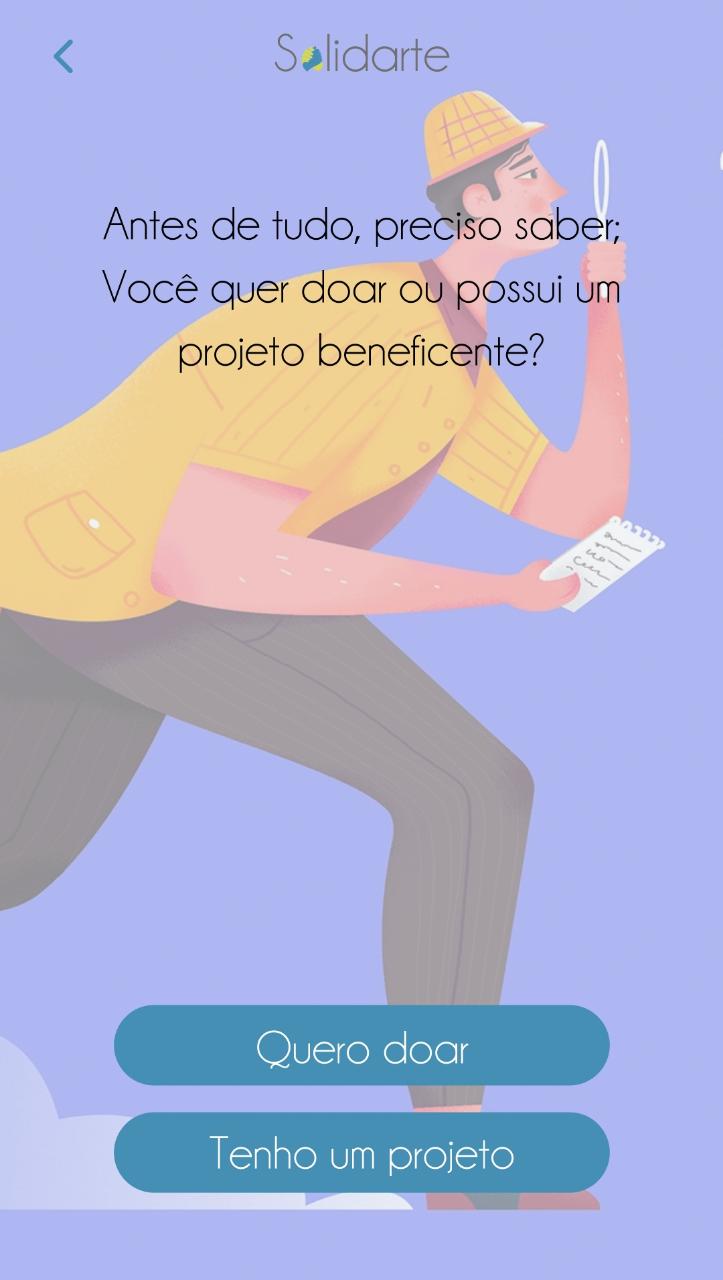 Solidarte
Antes de tudo, preciso saber;
Você quer doar ou possui um
projeto beneficente?
Quero doar
Tenho um projeto